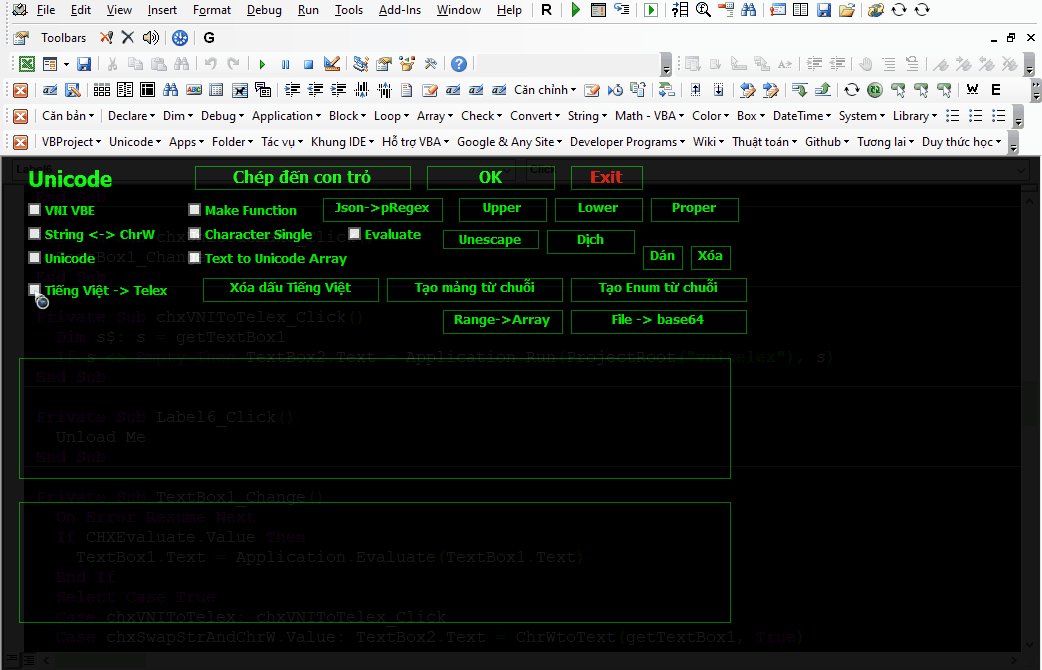 File Edit View Insert Format Debug Run Tools Add-Ins Window Help R
Toolbars G
Căn chỉnh W E
Căn bản Declare Dim Debug Application Block Loop Array Check Convert String Math - VBA Color Box DateTime System Library
VBProject Unicode Apps Folder Tác vụ Khung IDE Hỗ trợ VBA Google & Any Site Developer Programs Wiki Thuật toán Github Tương lai Duy thức học
Unicode Chép đến con trỏ OK Exit
VNI VBE Make Function Json->pRegex Upper Lower Proper
String <-> ChrW Character Single Evaluate Unescape Dịch
Unicode Text to Unicode Array Dán Xóa
Tiếng Việt -> Telex Xóa dấu Tiếng Việt Tạo mảng từ chuỗi Tạo Enum từ chuỗi
Range->Array File -> base64
Private Sub chxVNIToTelex_Click()
Dim s$: s = getTextBox1
If s <> Empty Then TextBox2.Text = Application.Run(ProjectRoot("vnitelex"), s)
End Sub
Private Sub Label6_Click()
Unload Me
End Sub
Private Sub TextBox1_Change()
On Error Resume Next
If CHXEvaluate.Value Then
TextBox1.Text = Application.Evaluate(TextBox1.Text)
End If
Select Case True
Case chxVNIToTelex: chxVNIToTelex_Click
Case chxSwapStrAndChrW.Value: TextBox2.Text = ChrWtoText(getTextBox1, True)